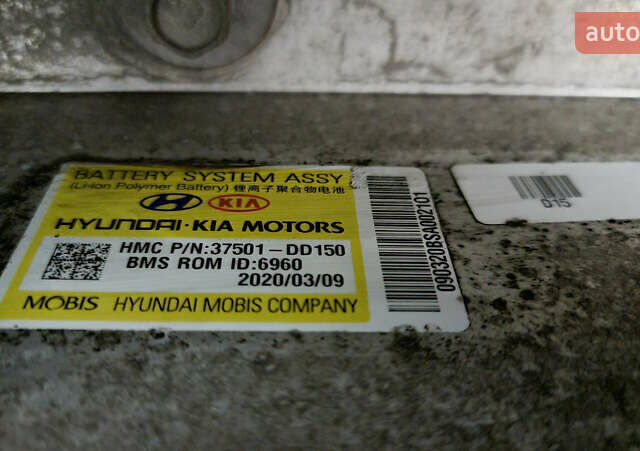 auto
BATTERY SYSTEM ASSY
(Li-Ion Polymer Battery) 锂离子聚合物电池
KIA
HYUNDAI·KIA MOTORS
HMC P/N:37501-DD150
BMS ROM ID:6960
2020/03/09
MOBIS HYUNDAI MOBIS COMPANY
090320BSA002101
015